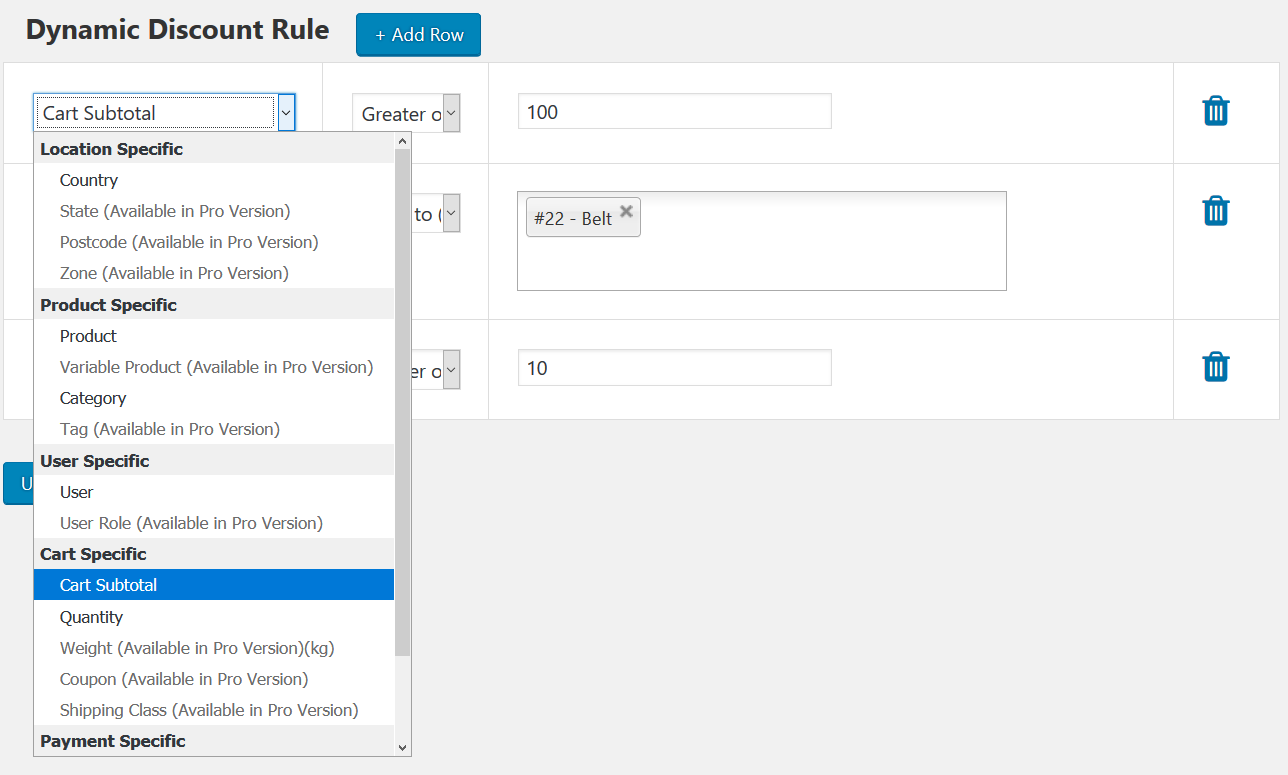 Dynamic Discount Rule
+ Add Row
Cart Subtotal
Greater o
100
Location Specific
Country
State (Available in Pro Version)
Postcode (Available in Pro Version)
Zone (Available in Pro Version)
to (
#22 - Belt
Product Specific
Product
Variable Product (Available in Pro Version)
Category
Tag (Available in Pro Version)
er o
10
User Specific
User
User Role (Available in Pro Version)
U
Cart Specific
Cart Subtotal
Quantity
Weight (Available in Pro Version)(kg)
Coupon (Available in Pro Version)
Shipping Class (Available in Pro Version)
Payment Specific